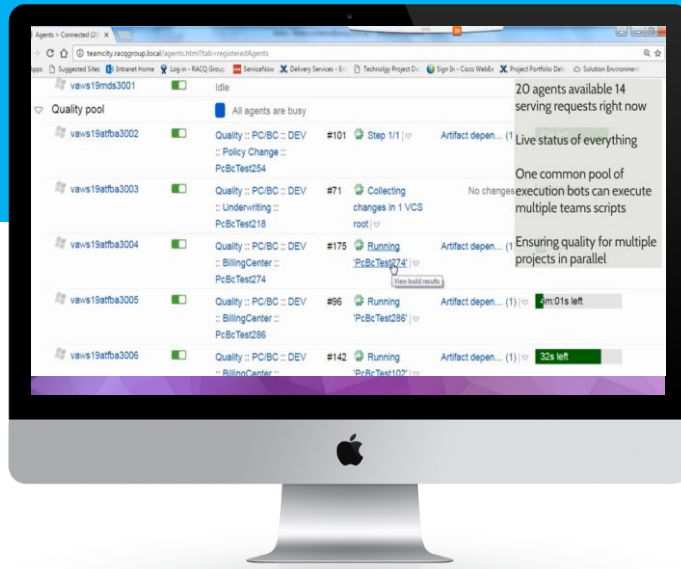 Agents > Connected (20
teamcity.racqgroup.local/agents.html?tab=registeredAgents
Apps Suggested Sites Intranet Home Log in - RACQ Group ServiceNow Delivery Services - En Technolgy Project De Sign In - Cisco WebEx Project Portfolio Deli Solution Environmen
vaws19mds3001 Idle
Quality pool All agents are busy
vaws19atfba3002 Quality :: PC/BC :: DEV #101 Step 1/1 Artifact depen... (1)
:: Policy Change ::
PcBcTest254
vaws19atfba3003 Quality :: PC/BC :: DEV #71 Collecting No changes
:: Underwriting :: changes in 1 VCS
PcBcTest218 root
vaws19atfba3004 Quality :: PC/BC :: DEV #175 Running Artifact depen... (1)
:: BillingCenter :: 'PcBcTest274'
PcBcTest274 View build results
vaws19atfba3005 Quality :: PC/BC :: DEV #96 Running Artifact depen... (1) 4m:01s left
:: BillingCenter :: 'PcBcTest286'
PcBcTest286
vaws19atfba3006 Quality :: PC/BC :: DEV #142 Running Artifact depen... (1) 32s left
:: BillingCenter :: 'PcBcTest102'
20 agents available 14
serving requests right now
Live status of everything
One common pool of
execution bots can execute
multiple teams scripts
Ensuring quality for multiple
projects in parallel